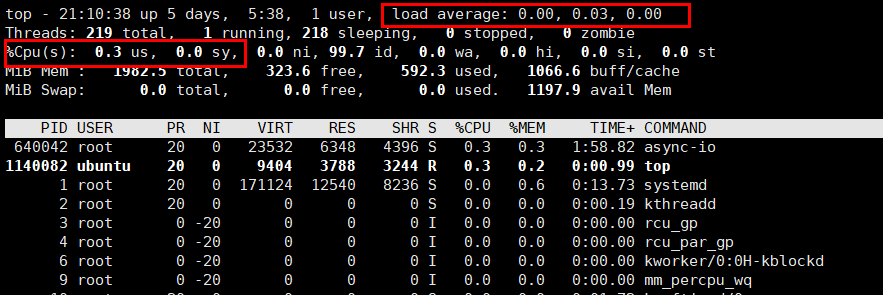 top - 21:10:38 up 5 days,  5:38,  1 user,  load average: 0.00, 0.03, 0.00
Threads: 219 total,   1 running, 218 sleeping,   0 stopped,   0 zombie
%Cpu(s):  0.3 us,  0.0 sy,  0.0 ni, 99.7 id,  0.0 wa,  0.0 hi,  0.0 si,  0.0 st
MiB Mem :   1982.5 total,    323.6 free,    592.3 used,   1066.6 buff/cache
MiB Swap:      0.0 total,      0.0 free,      0.0 used.   1197.9 avail Mem
PID USER      PR  NI    VIRT    RES    SHR S  %CPU  %MEM     TIME+ COMMAND
640042 root      20   0   23532   6348   4396 S   0.3   0.3   1:58.82 async-io
1140082 ubuntu    20   0    9404   3788   3244 R   0.3   0.2   0:00.99 top
1 root      20   0  171124  12540   8236 S   0.0   0.6   0:13.73 systemd
2 root      20   0       0      0      0 S   0.0   0.0   0:00.19 kthreadd
3 root       0 -20       0      0      0 I   0.0   0.0   0:00.00 rcu_gp
4 root       0 -20       0      0      0 I   0.0   0.0   0:00.00 rcu_par_gp
6 root       0 -20       0      0      0 I   0.0   0.0   0:00.00 kworker/0:0H-kblockd
9 root       0 -20       0      0      0 I   0.0   0.0   0:00.00 mm_percpu_wq